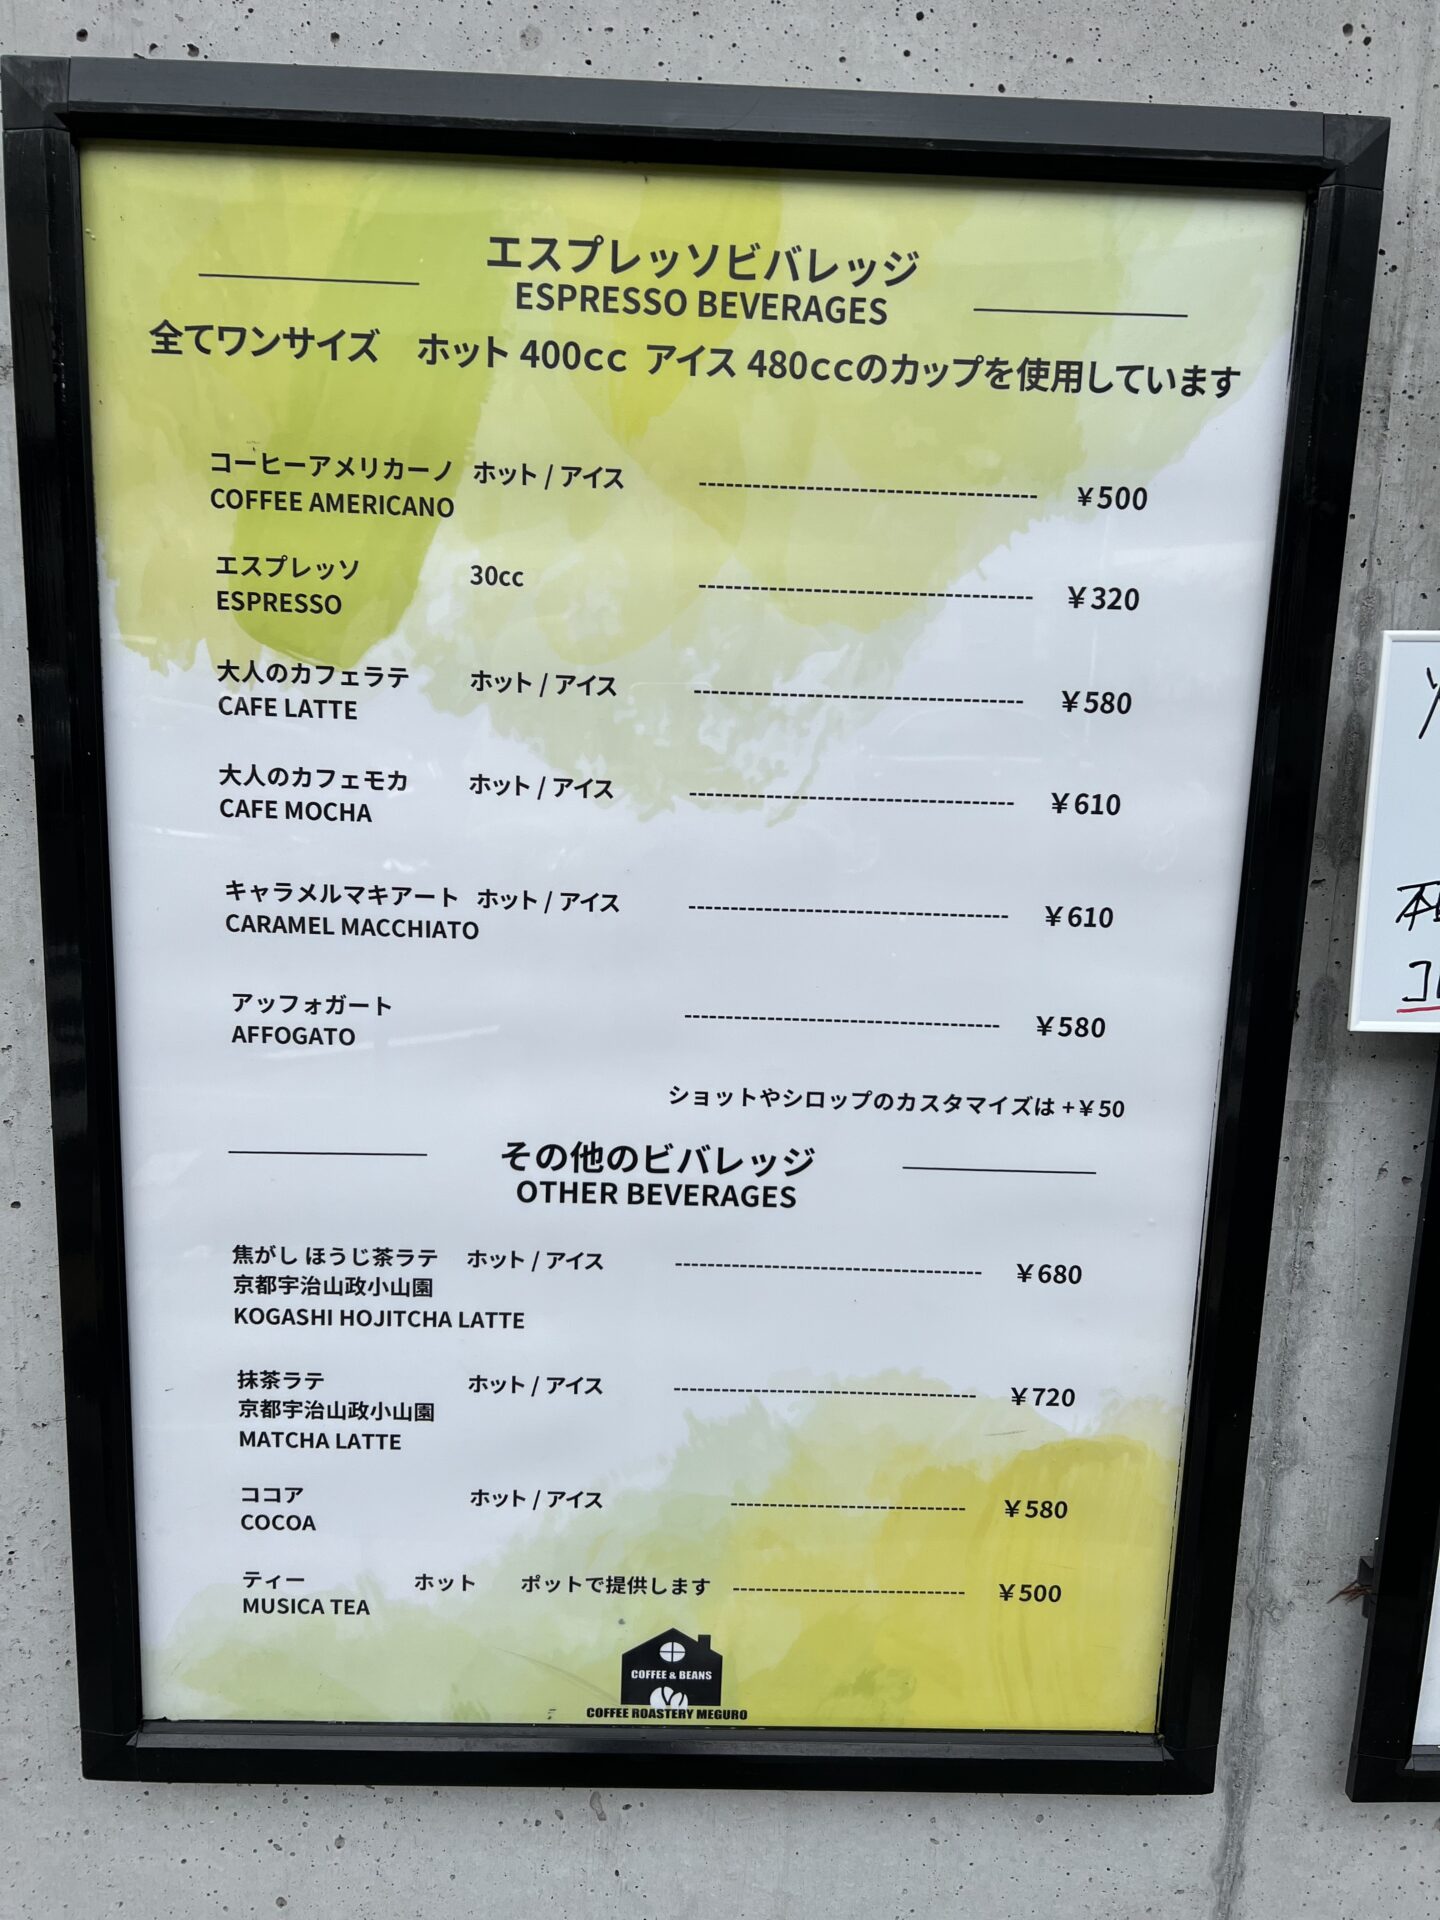 エスプレッソビバレッジ
ESPRESSO BEVERAGES
全てワンサイズ ホット 400cc アイス 480ccのカップを使用しています
コーヒーアメリカーノ ホット / アイス ---------- ¥500
COFFEE AMERICANO
エスプレッソ 30cc ---------- ¥320
ESPRESSO
大人のカフェラテ ホット / アイス ---------- ¥580
CAFE LATTE
大人のカフェモカ ホット / アイス ---------- ¥610
CAFE MOCHA
キャラメルマキアート ホット / アイス ---------- ¥610
CARAMEL MACCHIATO
アッフォガート ---------- ¥580
AFFOGATO
ショットやシロップのカスタマイズは +¥50
その他のビバレッジ
OTHER BEVERAGES
焦がし ほうじ茶ラテ ホット / アイス ---------- ¥680
京都宇治山政小山園
KOGASHI HOJITCHA LATTE
抹茶ラテ ホット / アイス ---------- ¥720
京都宇治山政小山園
MATCHA LATTE
ココア ホット / アイス ---------- ¥580
COCOA
ティー ホット ポットで提供します ---------- ¥500
MUSICA TEA
COFFEE & BEANS
COFFEE ROASTERY MEGURO